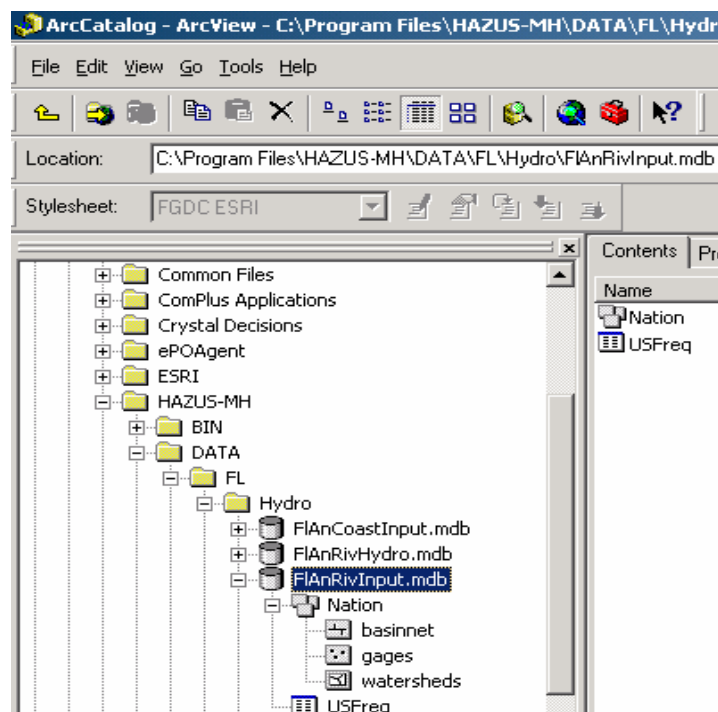 ArcCatalog - ArcView - C:\Program Files\HAZUS-MH\DATA\FL\Hydr
File Edit View Go Tools Help
Location: C:\Program Files\HAZUS-MH\DATA\FL\Hydro\FlAnRivInput.mdb
Stylesheet: FGDC ESRI
Contents Pr
Name
Nation
USFreq
Common Files
ComPlus Applications
Crystal Decisions
ePOAgent
ESRI
HAZUS-MH
BIN
DATA
FL
Hydro
FlAnCoastInput.mdb
FlAnRivHydro.mdb
FlAnRivInput.mdb
Nation
basinnet
gages
watersheds
USFreq